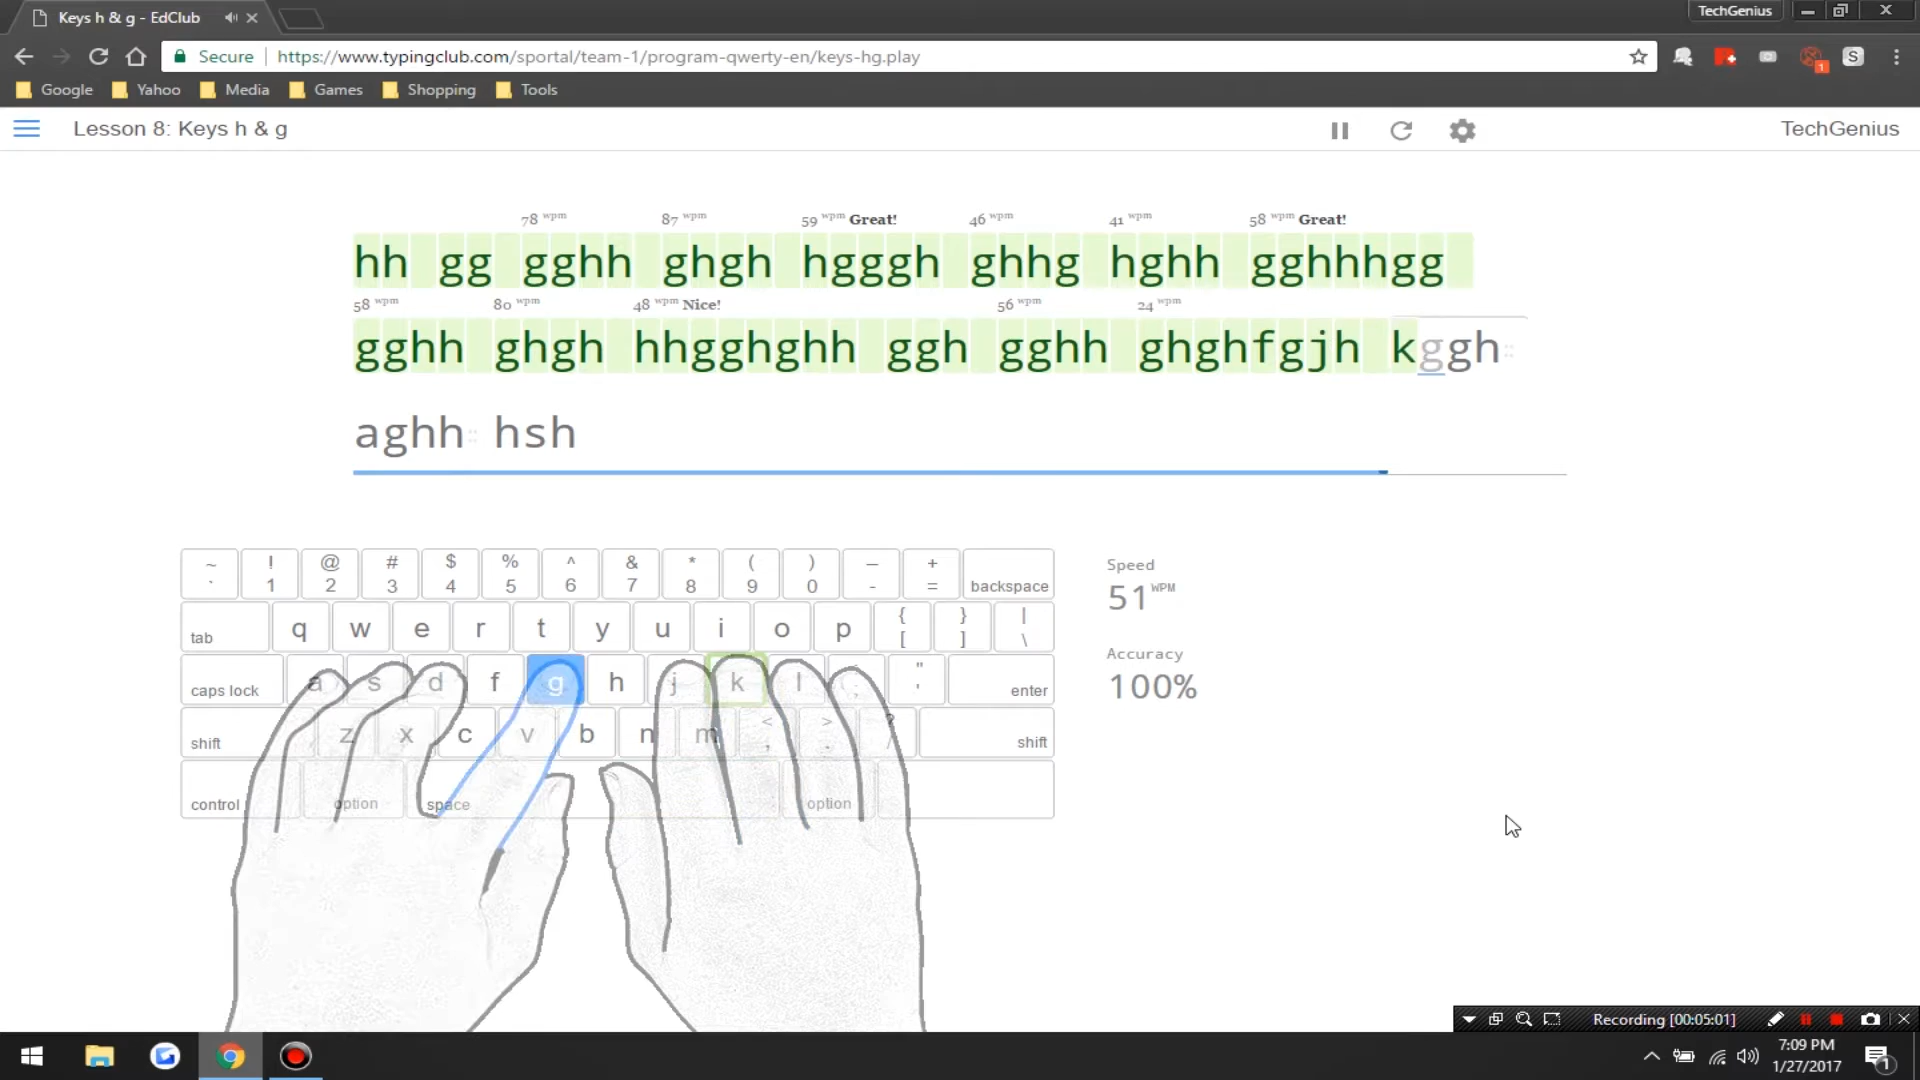 Keys h & g - EdClub
TechGenius
Secure https://www.typingclub.com/sportal/team-1/program-qwerty-en/keys-hg.play
Google Yahoo Media Games Shopping Tools
Lesson 8: Keys h & g
TechGenius
78 wpm 87 wpm 59 wpm Great! 46 wpm 41 wpm 58 wpm Great!
hh gg gghh ghgh hgggh ghhg hghh gghhhgg
58 wpm 80 wpm 48 wpm Nice! 56 wpm 24 wpm
gghh ghgh hhgghghh ggh gghh ghghfgjh kggh
aghh hsh
~ ! @ # $ % ^ & * ( ) – +
` 1 2 3 4 5 6 7 8 9 0 - = backspace
tab q w e r t y u i o p { [ } ] | \
caps lock a s d f g h j k l : ; " ' enter
shift z x c v b n m < , > . ? / shift
control option space option
Speed
51 WPM
Accuracy
100%
Recording [00:05:01]
7:09 PM
1/27/2017
1
1
S